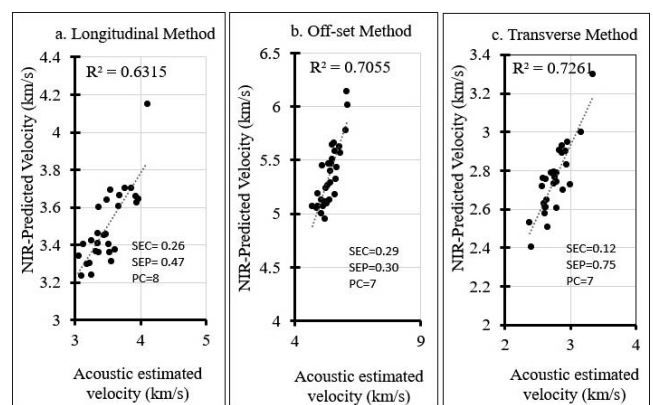 a. Longitudinal Method
R² = 0.6315
NIR-Predicted Velocity (km/s)
4.4
4.2
4
3.8
3.6
3.4
3.2
3
SEC= 0.26
SEP= 0.47
PC=8
3
4
5
Acoustic estimated
velocity (km/s)
b. Off-set Method
R² = 0.7055
NIR-Predicted Velocity (km/s)
6.5
6
5.5
5
4.5
4
SEC=0.29
SEP=0.30
PC=7
4
9
Acoustic estimated
velocity (km/s)
c. Transverse Method
R² = 0.7261
NIR-Predicted Velocity (km/s)
3.4
3.2
3
2.8
2.6
2.4
2.2
2
SEC=0.12
SEP=0.75
PC=7
2
3
4
Acoustic estimated
velocity (km/s)